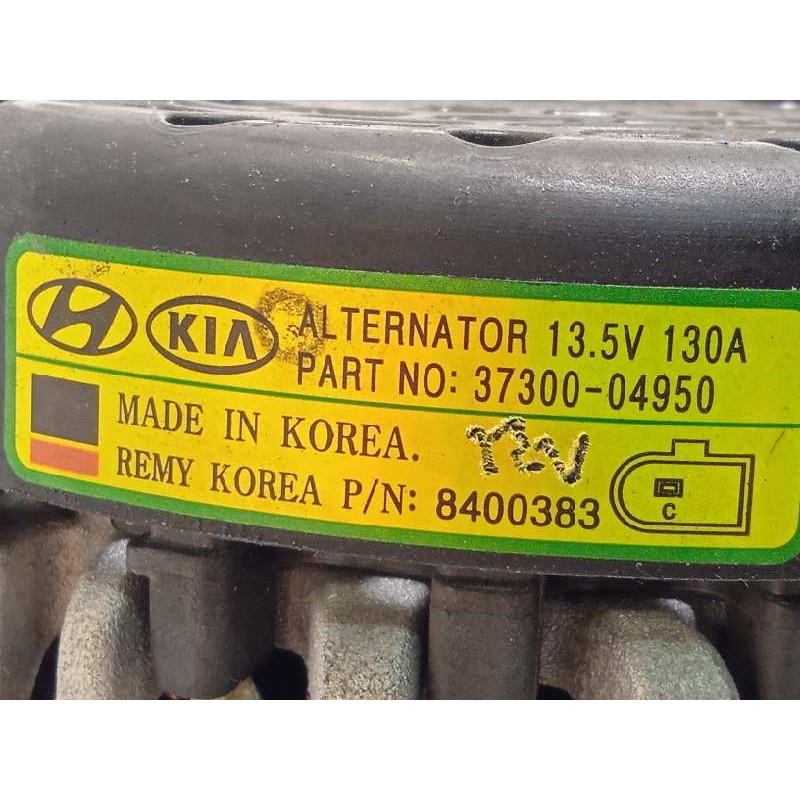 KIA ALTERNATOR 13.5V 130A
PART NO: 37300-04950
MADE IN KOREA.
REMY KOREA P/N: 8400383
C